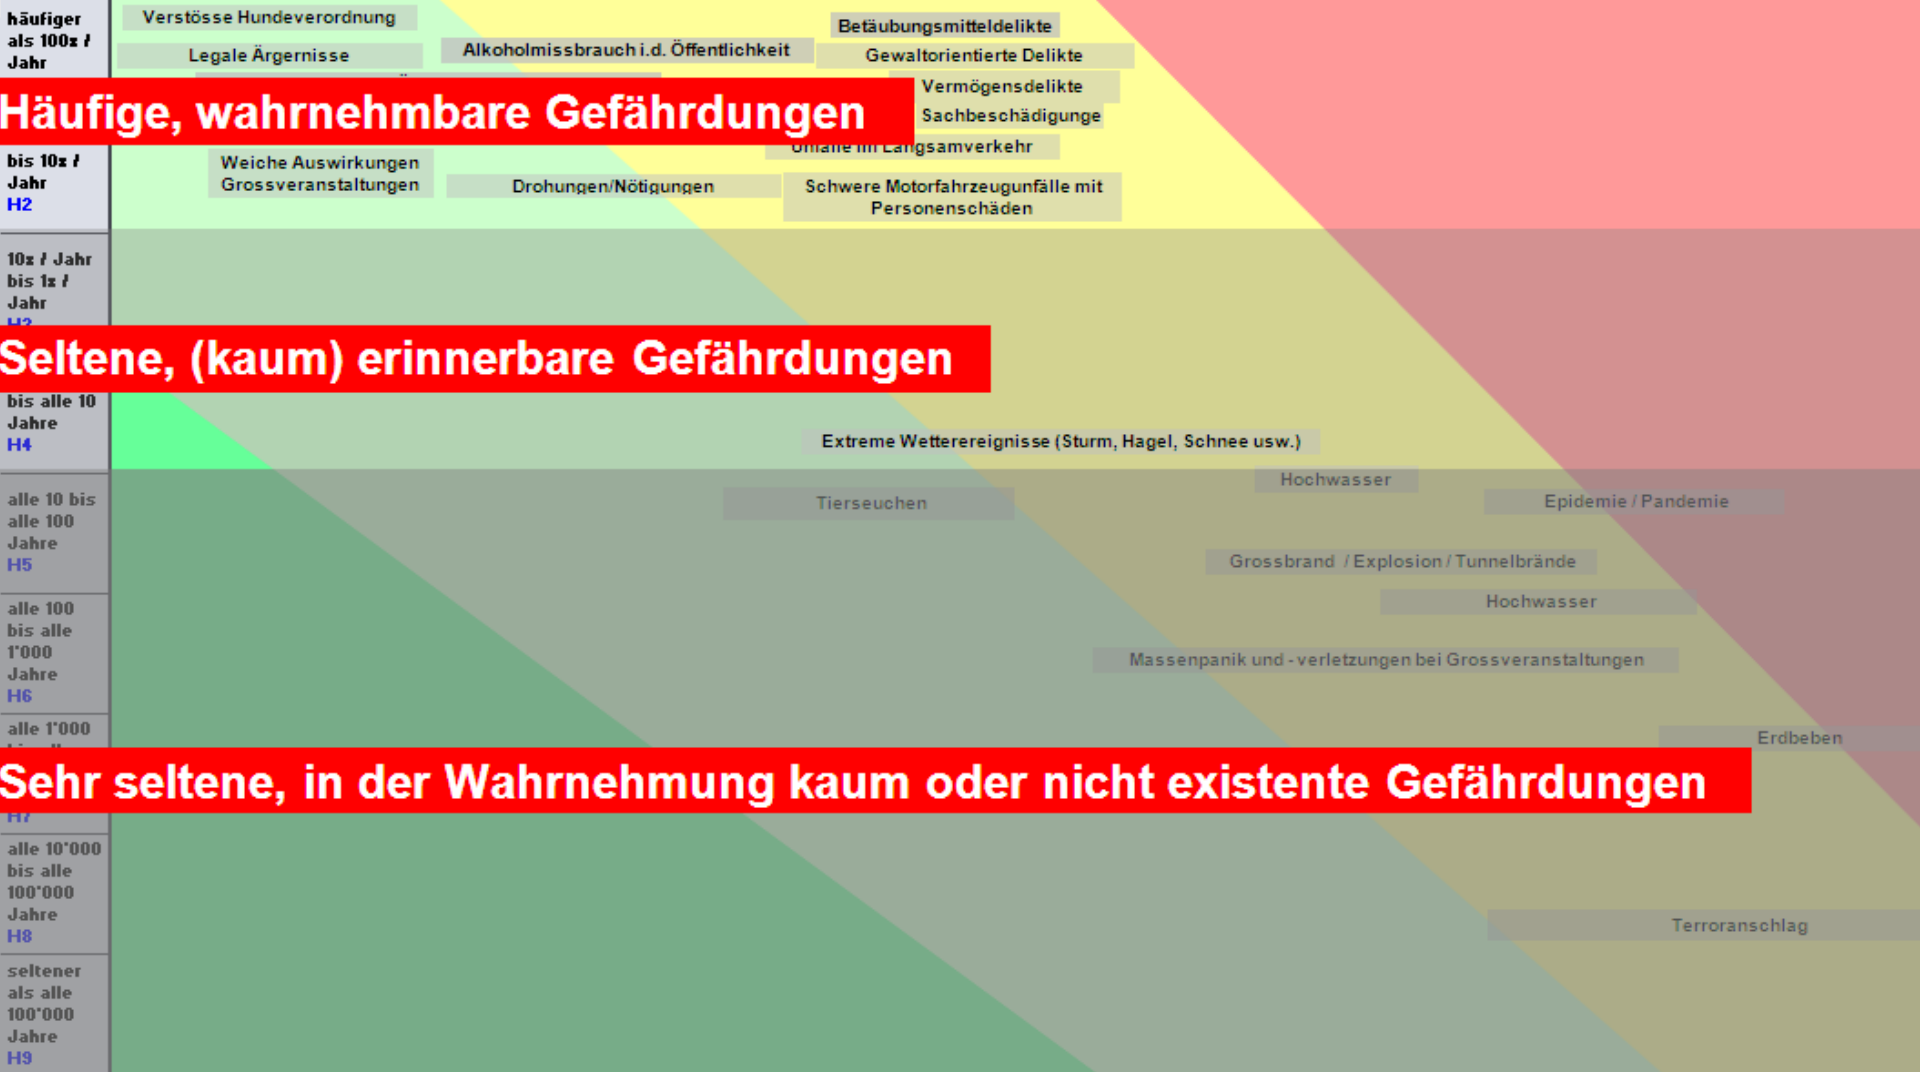 häufiger
als 100x /
Jahr
Verstösse Hundeverordnung
Betäubungsmitteldelikte
Legale Ärgernisse
Alkoholmissbrauch i.d. Öffentlichkeit
Gewaltorientierte Delikte
Vermögensdelikte
Häufige, wahrnehmbare Gefährdungen
Sachbeschädigunge
bis 10x /
Jahr
H2
Unfälle im Langsamverkehr
Weiche Auswirkungen
Grossveranstaltungen
Drohungen/Nötigungen
Schwere Motorfahrzeugunfälle mit
Personenschäden
10x / Jahr
bis 1x /
Jahr
Seltene, (kaum) erinnerbare Gefährdungen
bis alle 10
Jahre
H4
Extreme Wetterereignisse (Sturm, Hagel, Schnee usw.)
Hochwasser
alle 10 bis
alle 100
Jahre
H5
Tierseuchen
Epidemie / Pandemie
Grossbrand / Explosion / Tunnelbrände
alle 100
bis alle
1'000
Jahre
H6
Hochwasser
Massenpanik und - verletzungen bei Grossveranstaltungen
alle 1'000
Erdbeben
Sehr seltene, in der Wahrnehmung kaum oder nicht existente Gefährdungen
H7
alle 10'000
bis alle
100'000
Jahre
H8
Terroranschlag
seltener
als alle
100'000
Jahre
H9